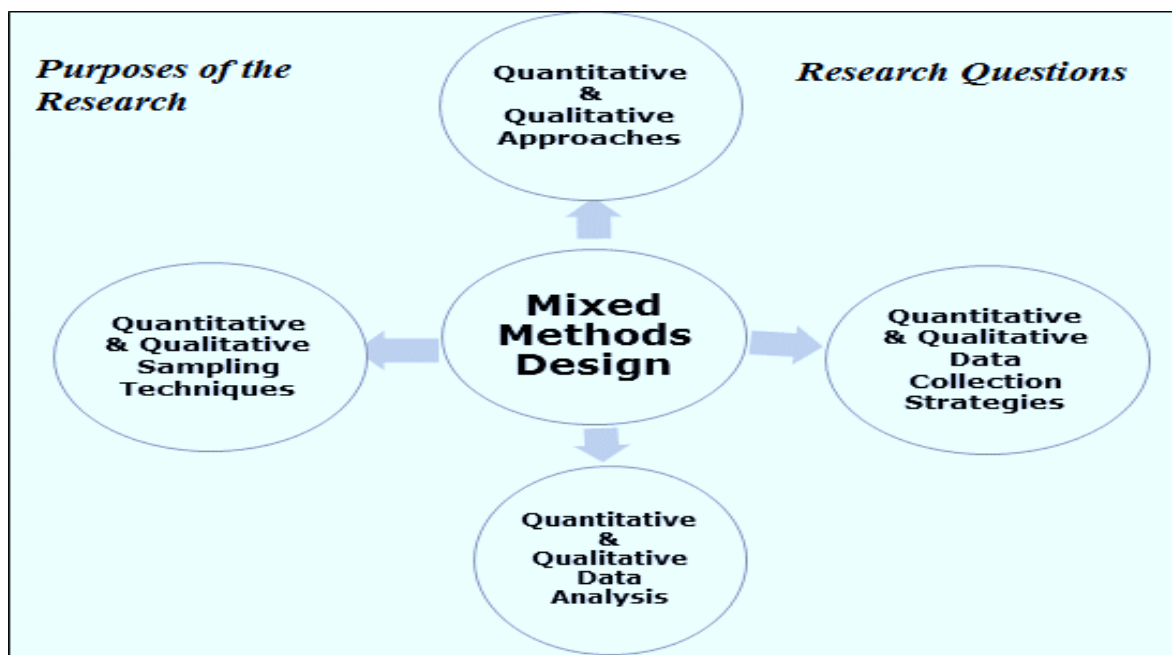 Purposes of the
Research
Research Questions
Quantitative
&
Qualitative
Approaches
Quantitative
& Qualitative
Sampling
Techniques
Mixed
Methods
Design
Quantitative
& Qualitative
Data
Collection
Strategies
Quantitative
&
Qualitative
Data
Analysis